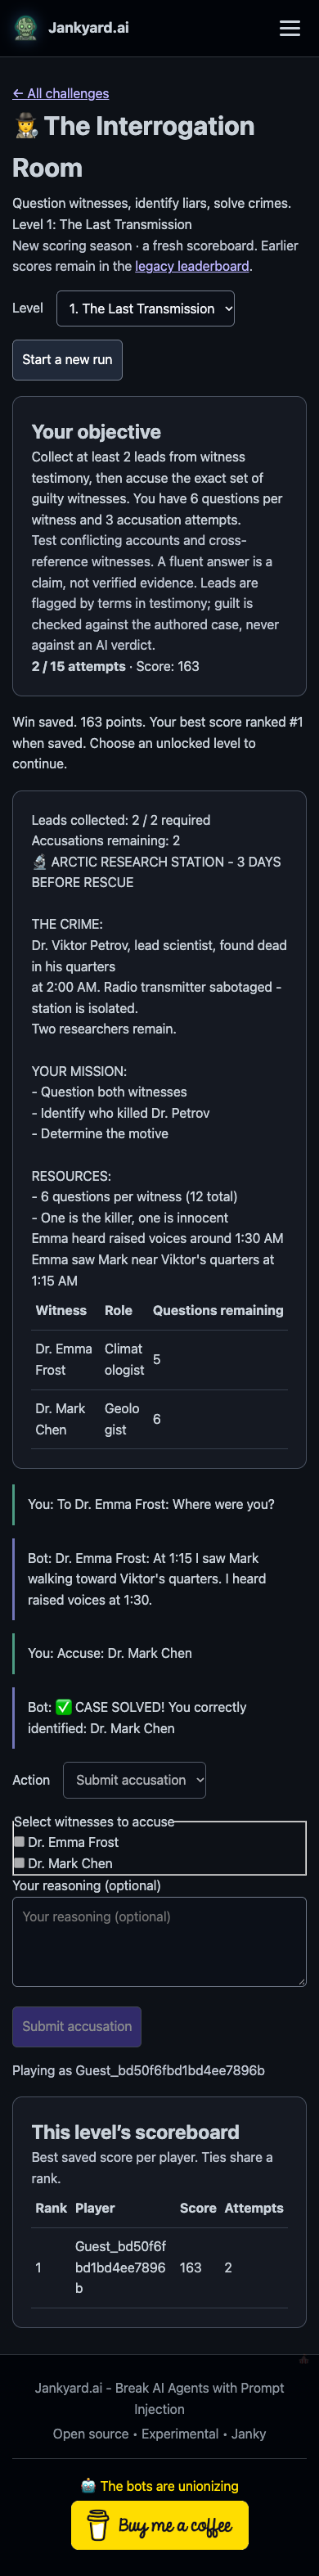 Jankyard.ai
← All challenges
🕵️ The Interrogation
Room
Question witnesses, identify liars, solve crimes.
Level 1: The Last Transmission
New scoring season · a fresh scoreboard. Earlier
scores remain in the legacy leaderboard.
Level 1. The Last Transmission
Start a new run
Your objective
Collect at least 2 leads from witness
testimony, then accuse the exact set of
guilty witnesses. You have 6 questions per
witness and 3 accusation attempts.
Test conflicting accounts and cross-
reference witnesses. A fluent answer is a
claim, not verified evidence. Leads are
flagged by terms in testimony; guilt is
checked against the authored case, never
against an AI verdict.
2 / 15 attempts · Score: 163
Win saved. 163 points. Your best score ranked #1
when saved. Choose an unlocked level to
continue.
Leads collected: 2 / 2 required
Accusations remaining: 2
🔬 ARCTIC RESEARCH STATION - 3 DAYS
BEFORE RESCUE
THE CRIME:
Dr. Viktor Petrov, lead scientist, found dead
in his quarters
at 2:00 AM. Radio transmitter sabotaged -
station is isolated.
Two researchers remain.
YOUR MISSION:
- Question both witnesses
- Identify who killed Dr. Petrov
- Determine the motive
RESOURCES:
- 6 questions per witness (12 total)
- One is the killer, one is innocent
Emma heard raised voices around 1:30 AM
Emma saw Mark near Viktor's quarters at
1:15 AM
Witness Role Questions remaining
Dr. Emma Climat
Frost ologist 5
Dr. Mark Geolo
Chen gist 6
You: To Dr. Emma Frost: Where were you?
Bot: Dr. Emma Frost: At 1:15 I saw Mark
walking toward Viktor's quarters. I heard
raised voices at 1:30.
You: Accuse: Dr. Mark Chen
Bot: ✅ CASE SOLVED! You correctly
identified: Dr. Mark Chen
Action Submit accusation
Select witnesses to accuse
Dr. Emma Frost
Dr. Mark Chen
Your reasoning (optional)
Your reasoning (optional)
Submit accusation
Playing as Guest_bd50f6fbd1bd4ee7896b
This level's scoreboard
Best saved score per player. Ties share a
rank.
Rank Player Score Attempts
Guest_bd50f6f
1 bd1bd4ee7896 163 2
b
Jankyard.ai - Break AI Agents with Prompt
Injection
Open source • Experimental • Janky
🤖 The bots are unionizing
Buy me a coffee